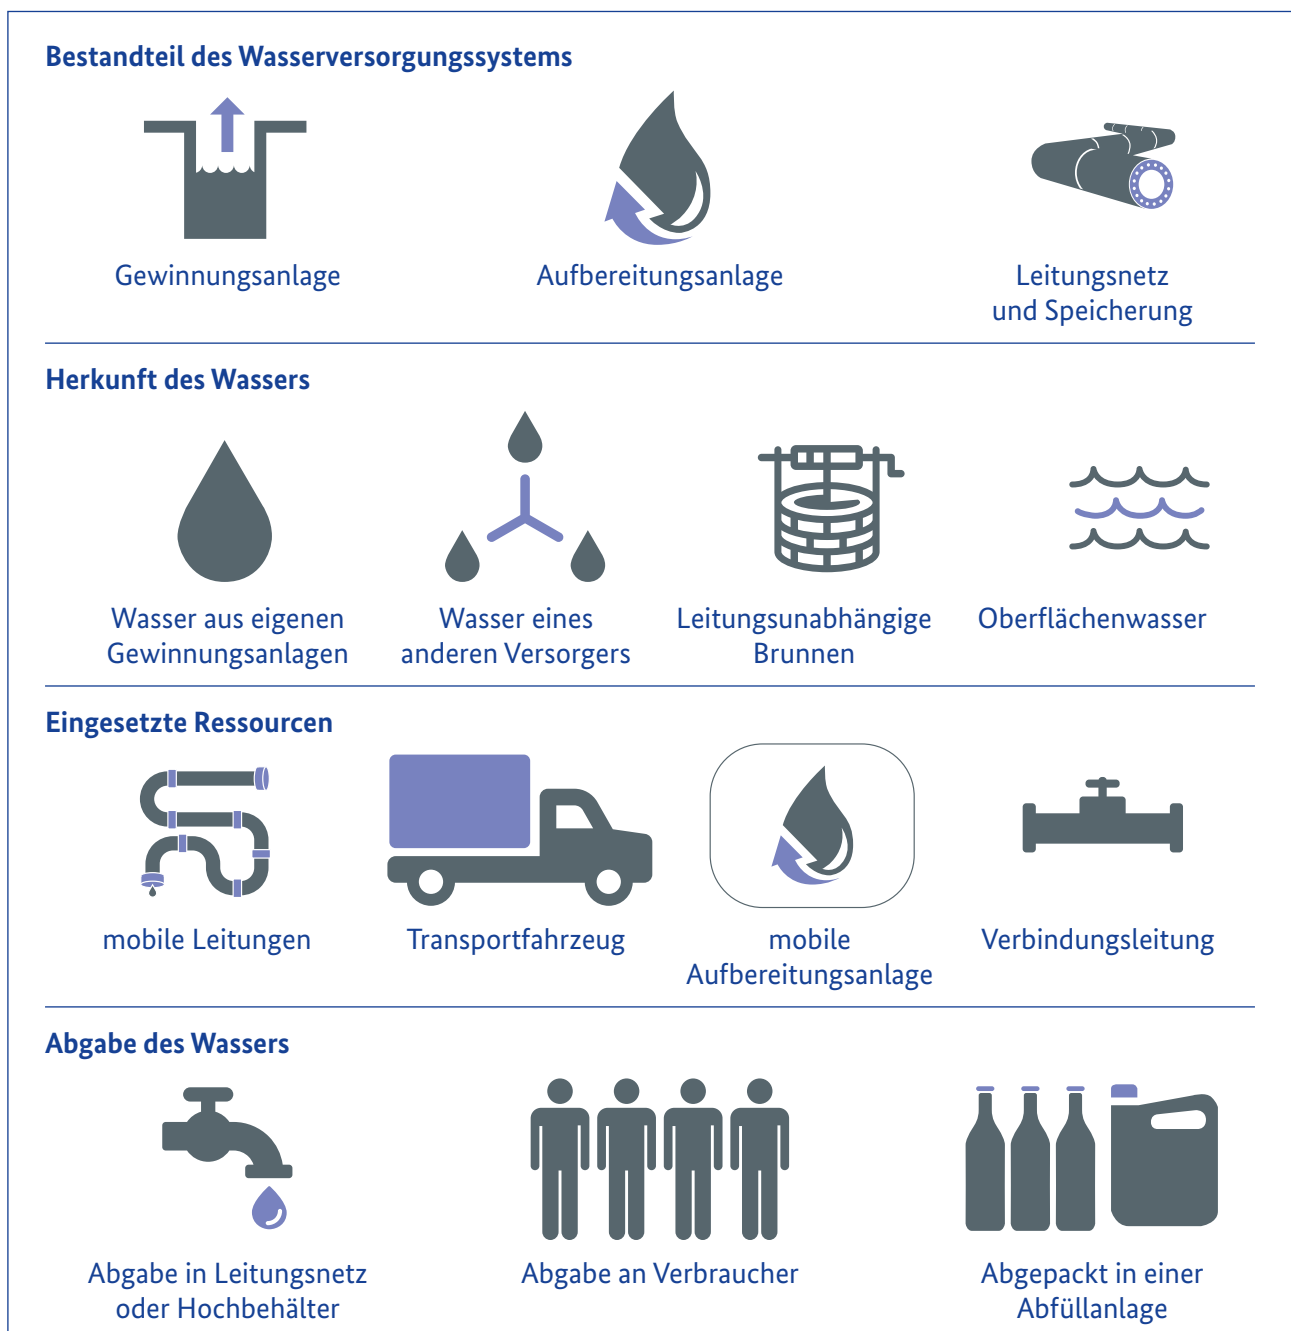 Bestandteil des Wasserversorgungssystems
Gewinnungsanlage
Aufbereitungsanlage
Leitungsnetz
und Speicherung
Herkunft des Wassers
Wasser aus eigenen
Gewinnungsanlagen
Wasser eines
anderen Versorgers
Leitungsunabhängige
Brunnen
Oberflächenwasser
Eingesetzte Ressourcen
mobile Leitungen
Transportfahrzeug
mobile
Aufbereitungsanlage
Verbindungsleitung
Abgabe des Wassers
Abgabe in Leitungsnetz
oder Hochbehälter
Abgabe an Verbraucher
Abgepackt in einer
Abfüllanlage